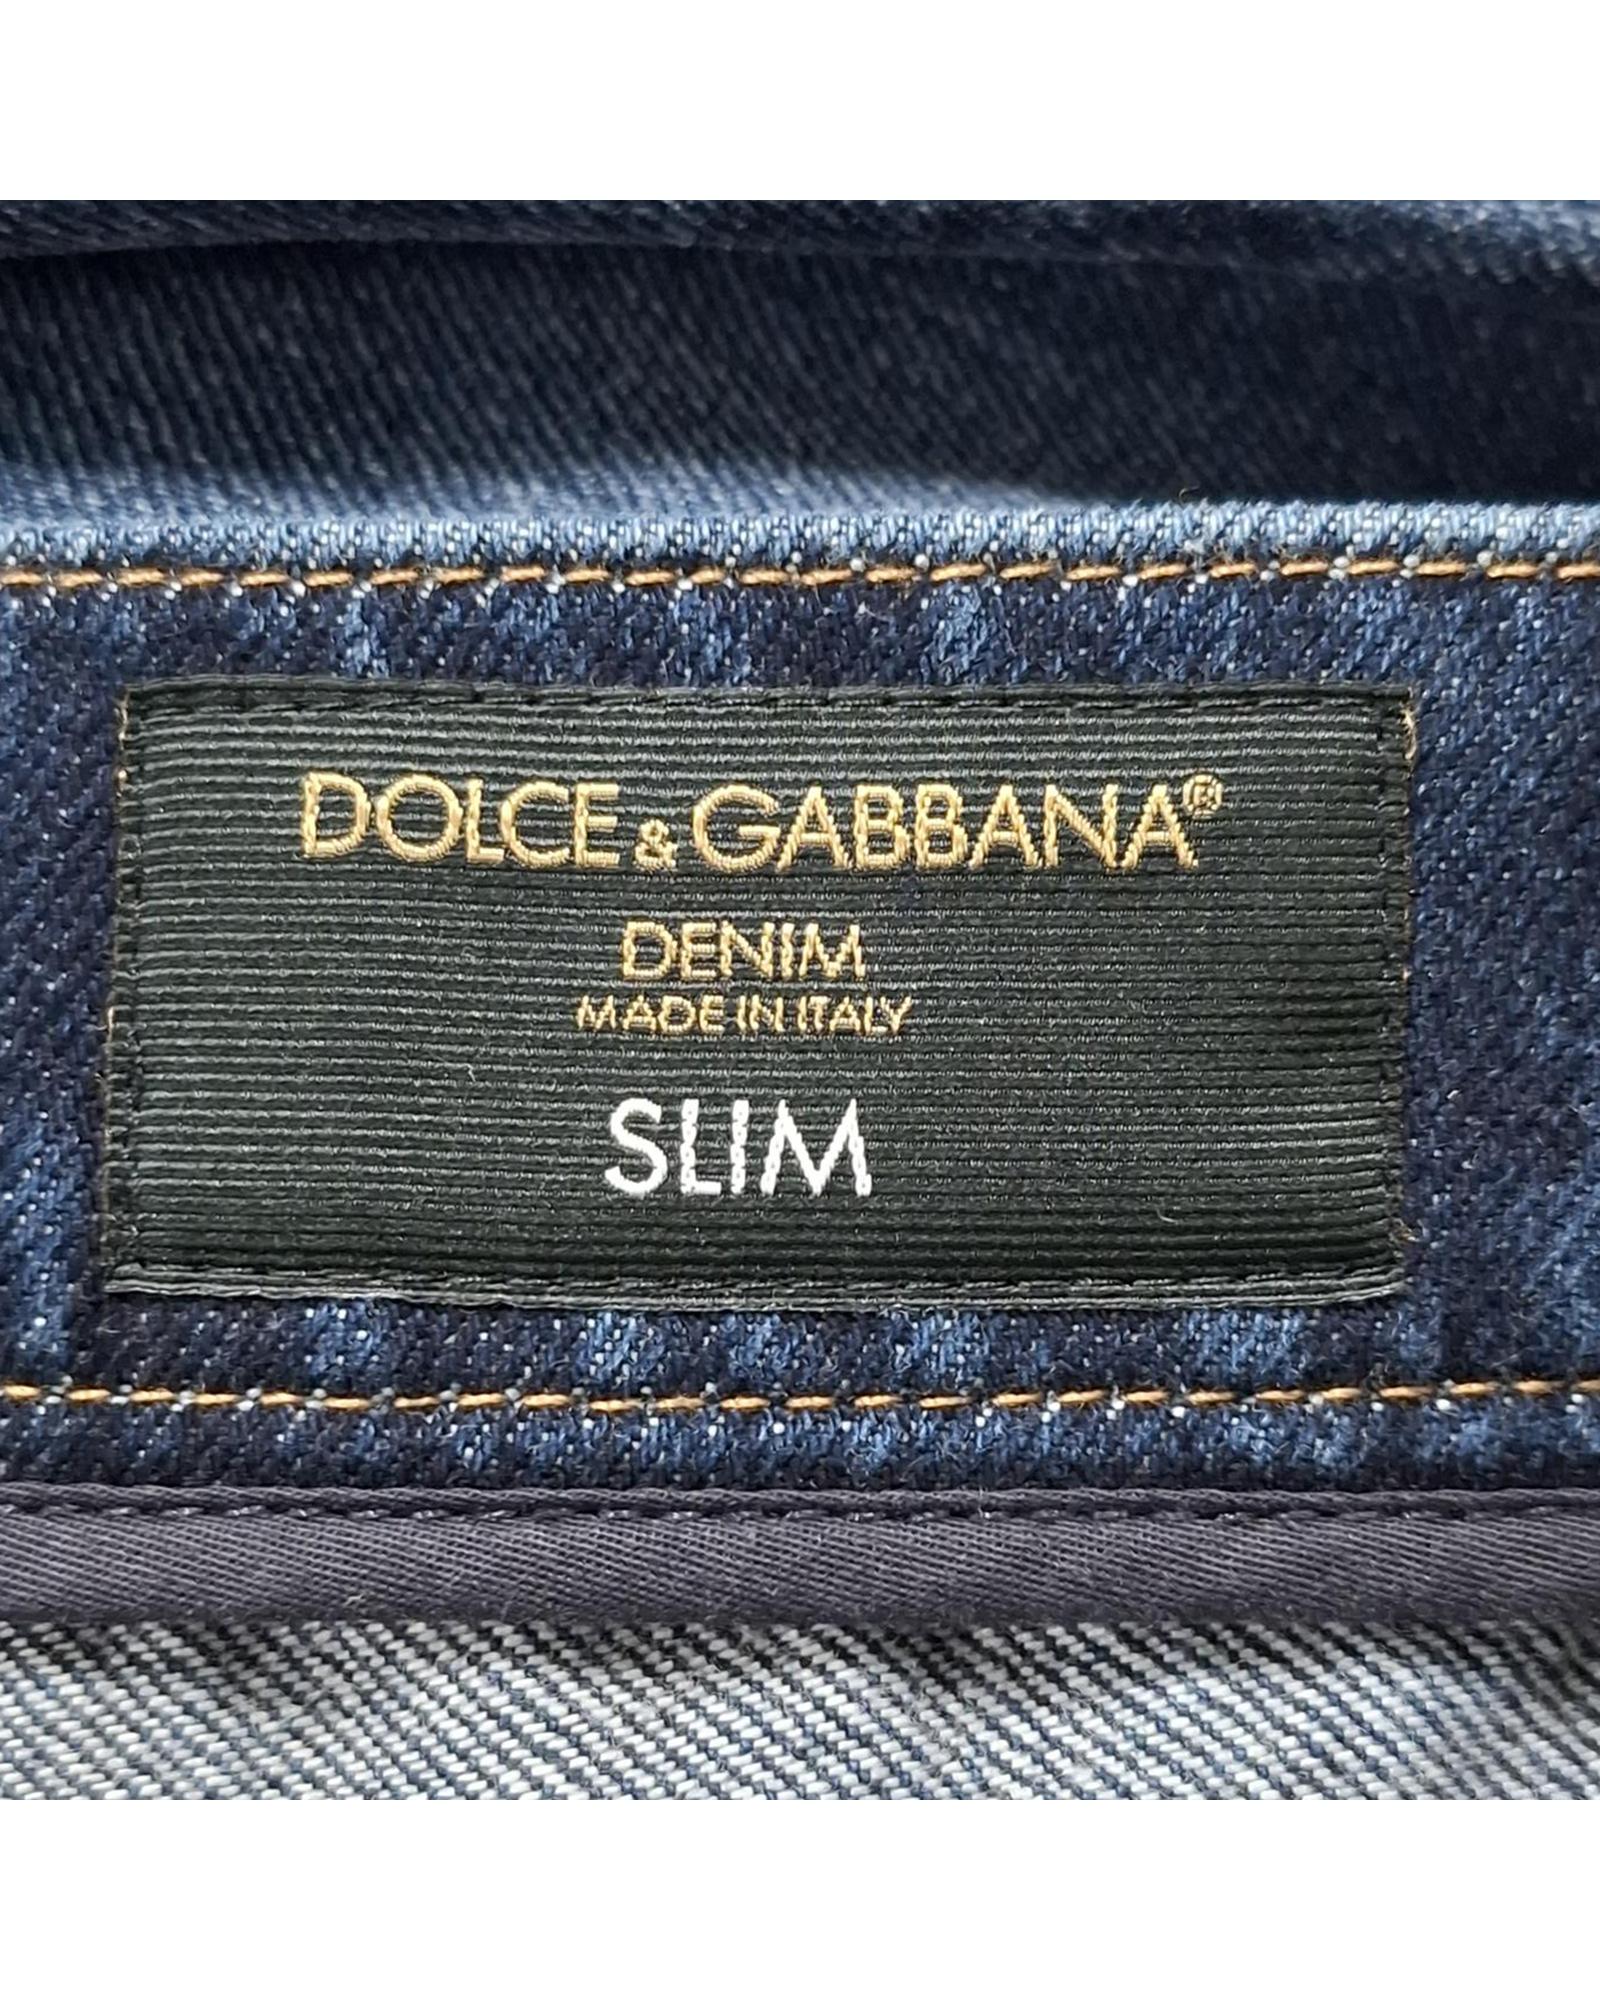 DOLCE & GABBANA®
DENIM
MADE IN ITALY
SLIM